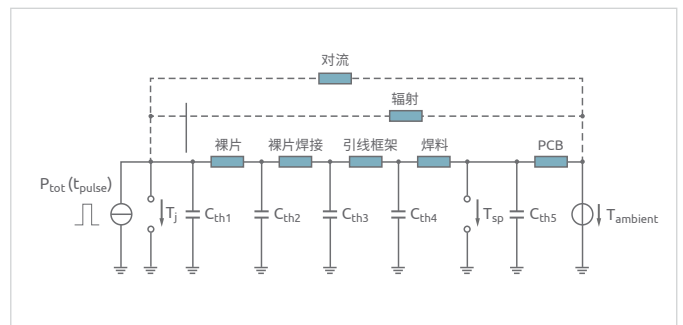 对流
辐射
裸片 裸片焊接 引线框架 焊料 PCB
Ptot (tpulse)
Tj Cth1 Cth2 Cth3 Cth4 Tsp Cth5 Tambient